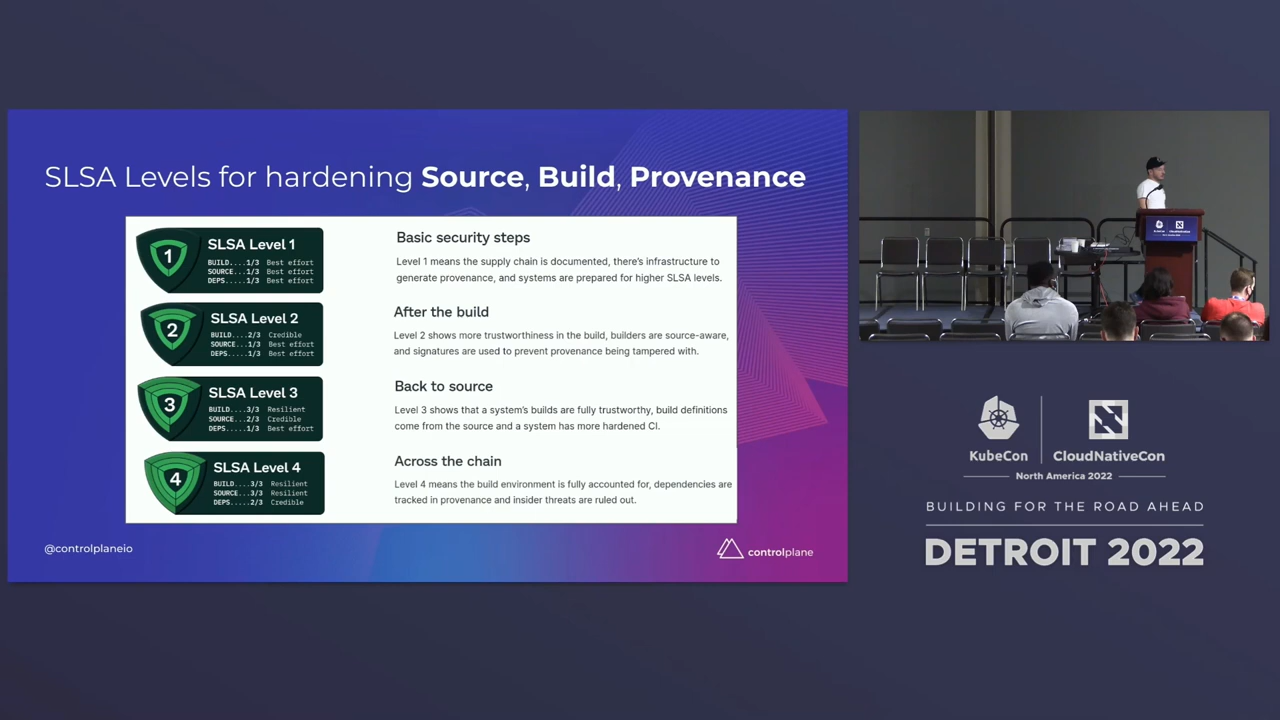 SLSA Levels for hardening Source, Build, Provenance
1
SLSA Level 1
BUILD....1/3 Best effort
SOURCE...1/3 Best effort
DEPS.....1/3 Best effort
Basic security steps
Level 1 means the supply chain is documented, there's infrastructure to
generate provenance, and systems are prepared for higher SLSA levels.
2
SLSA Level 2
BUILD....2/3 Credible
SOURCE...1/3 Best effort
DEPS.....1/3 Best effort
After the build
Level 2 shows more trustworthiness in the build, builders are source-aware,
and signatures are used to prevent provenance being tampered with.
3
SLSA Level 3
BUILD....3/3 Resilient
SOURCE...2/3 Credible
DEPS.....1/3 Best effort
Back to source
Level 3 shows that a system's builds are fully trustworthy, build definitions
come from the source and a system has more hardened CI.
4
SLSA Level 4
BUILD....3/3 Resilient
SOURCE...3/3 Resilient
DEPS.....2/3 Credible
Across the chain
Level 4 means the build environment is fully accounted for, dependencies are
tracked in provenance and insider threats are ruled out.
@controlplaneio
controlplane
KubeCon
CloudNativeCon
North America 2022
BUILDING FOR THE ROAD AHEAD
DETROIT 2022